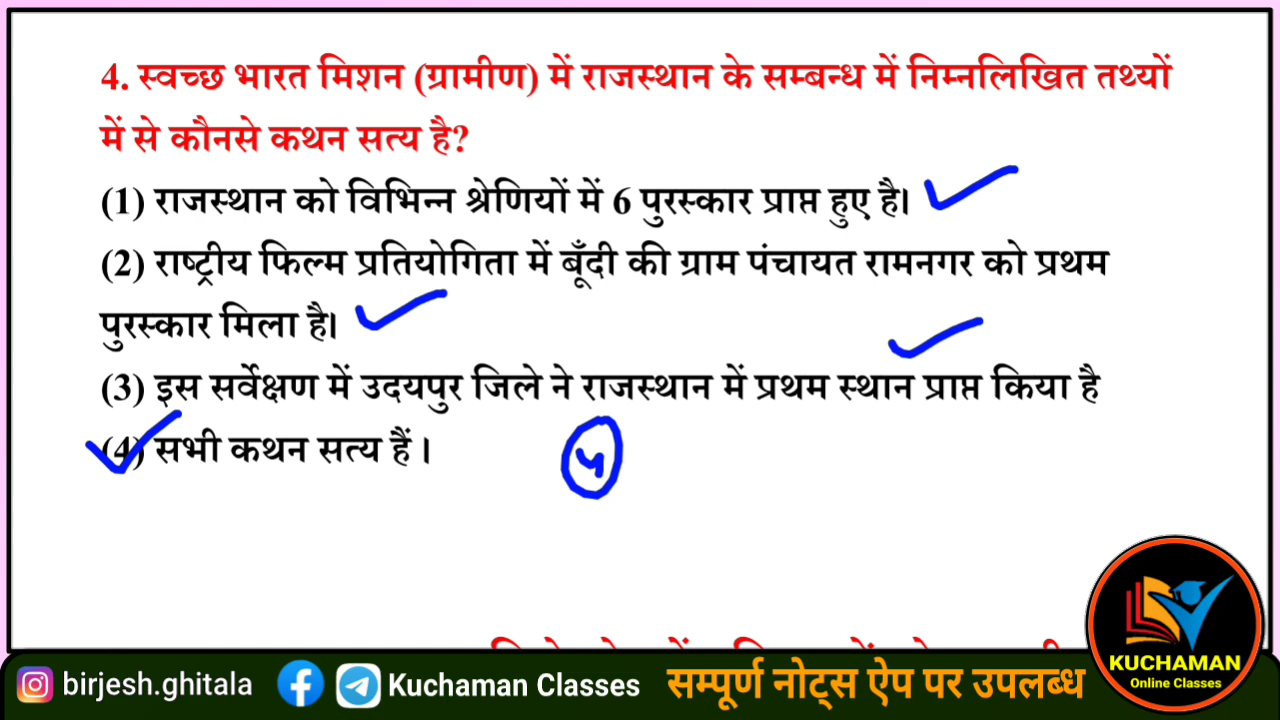 4. स्वच्छ भारत मिशन (ग्रामीण) में राजस्थान के सम्बन्ध में निम्नलिखित तथ्यों
में से कौनसे कथन सत्य है?
(1) राजस्थान को विभिन्न श्रेणियों में 6 पुरस्कार प्राप्त हुए है।
(2) राष्ट्रीय फिल्म प्रतियोगिता में बूँदी की ग्राम पंचायत रामनगर को प्रथम
पुरस्कार मिला है।
(3) इस सर्वेक्षण में उदयपुर जिले ने राजस्थान में प्रथम स्थान प्राप्त किया है
(4) सभी कथन सत्य हैं।
KUCHAMAN
Online Classes
birjesh.ghitala
Kuchaman Classes
सम्पूर्ण नोट्स ऐप पर उपलब्ध